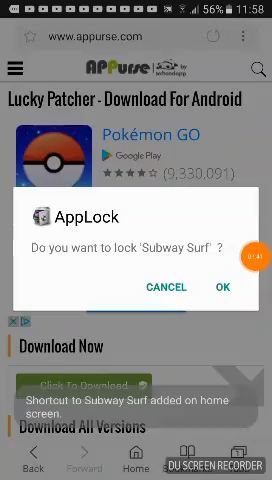 56% 11:58
www.appurse.com
APPurse by
Lucky Patcher - Download For Android
Pokémon GO
Google Play
(9,330,091)
AppLock
Do you want to lock 'Subway Surf' ?
CANCEL OK
01:41
Download Now
Click To Download
Shortcut to Subway Surf added on home
screen.
Download All Versions
Back Forward Home
DU SCREEN RECORDER